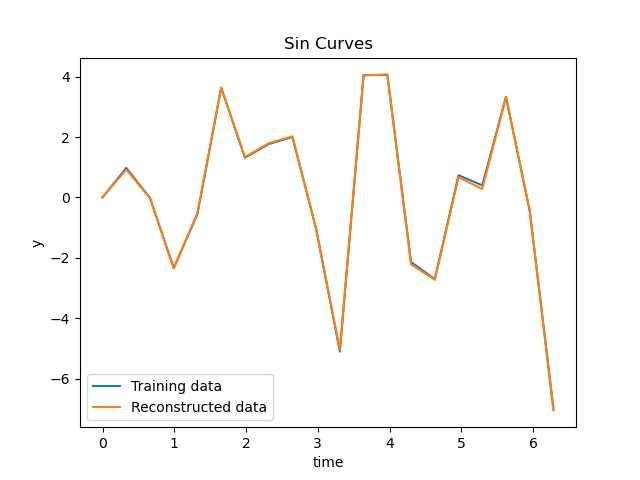 Sin Curves
y
4
2
0
−2
−4
−6
Training data
Reconstructed data
0 1 2 3 4 5 6
time